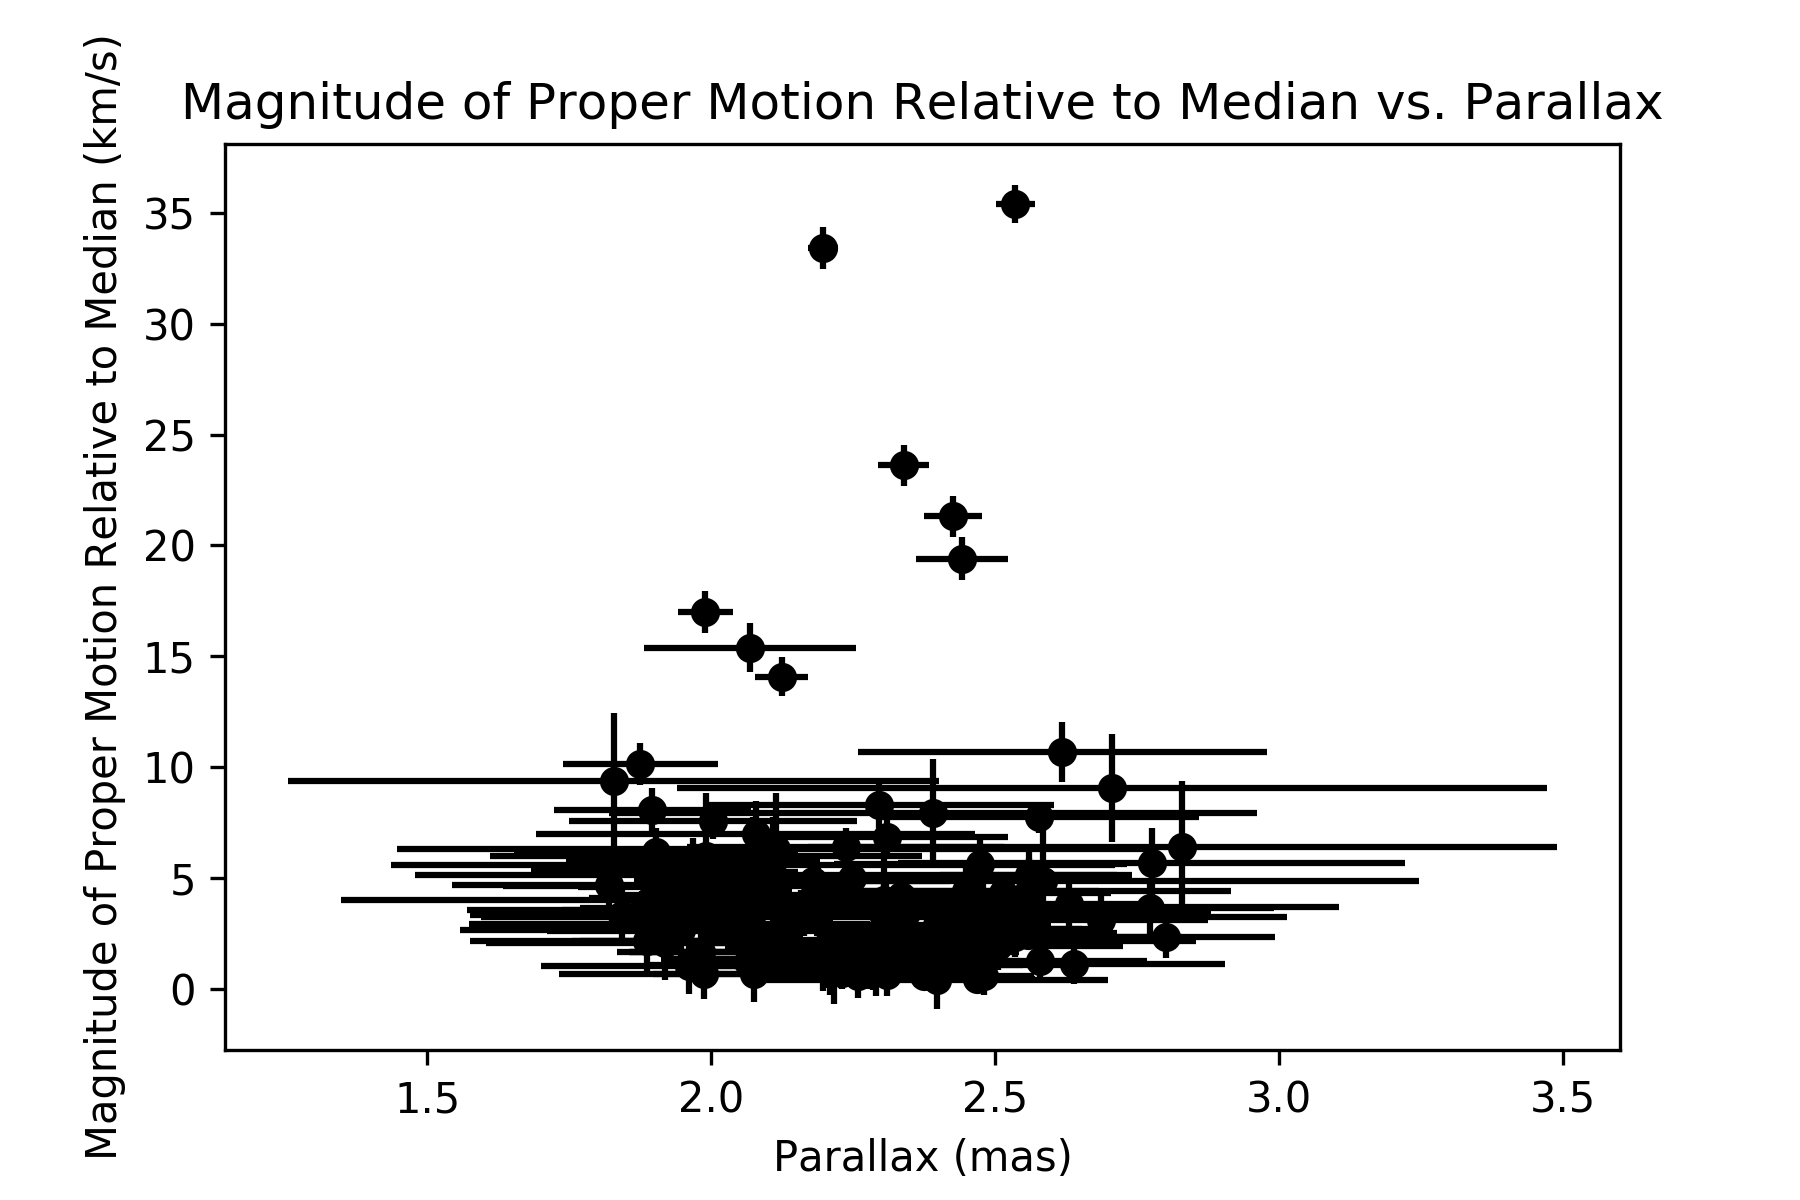 Magnitude of Proper Motion Relative to Median vs. Parallax
Magnitude of Proper Motion Relative to Median (km/s)
35
30
25
20
15
10
5
0
1.5 2.0 2.5 3.0 3.5
Parallax (mas)